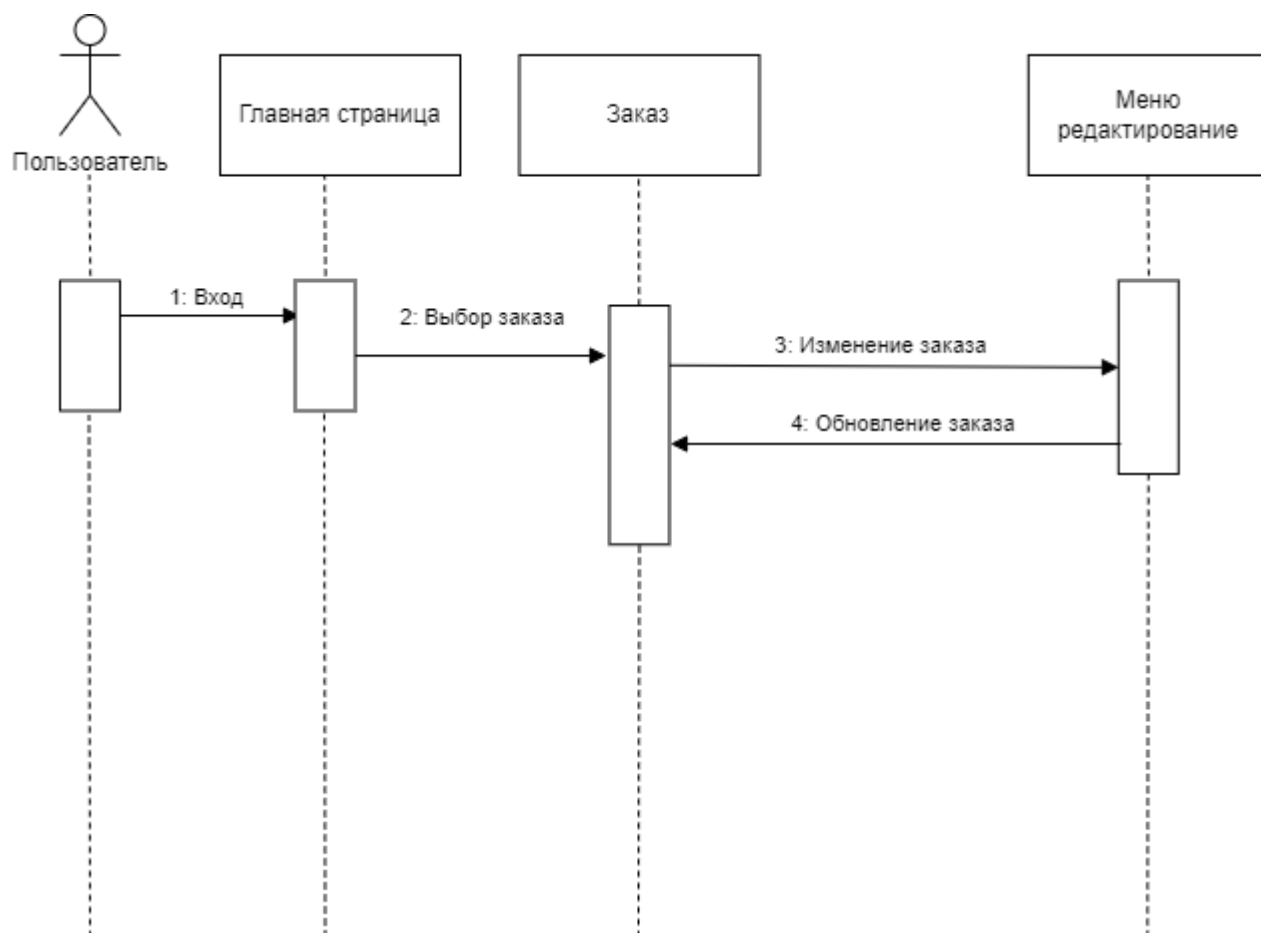 Пользователь
Главная страница
Заказ
Меню
редактирование
1: Вход
2: Выбор заказа
3: Изменение заказа
4: Обновление заказа